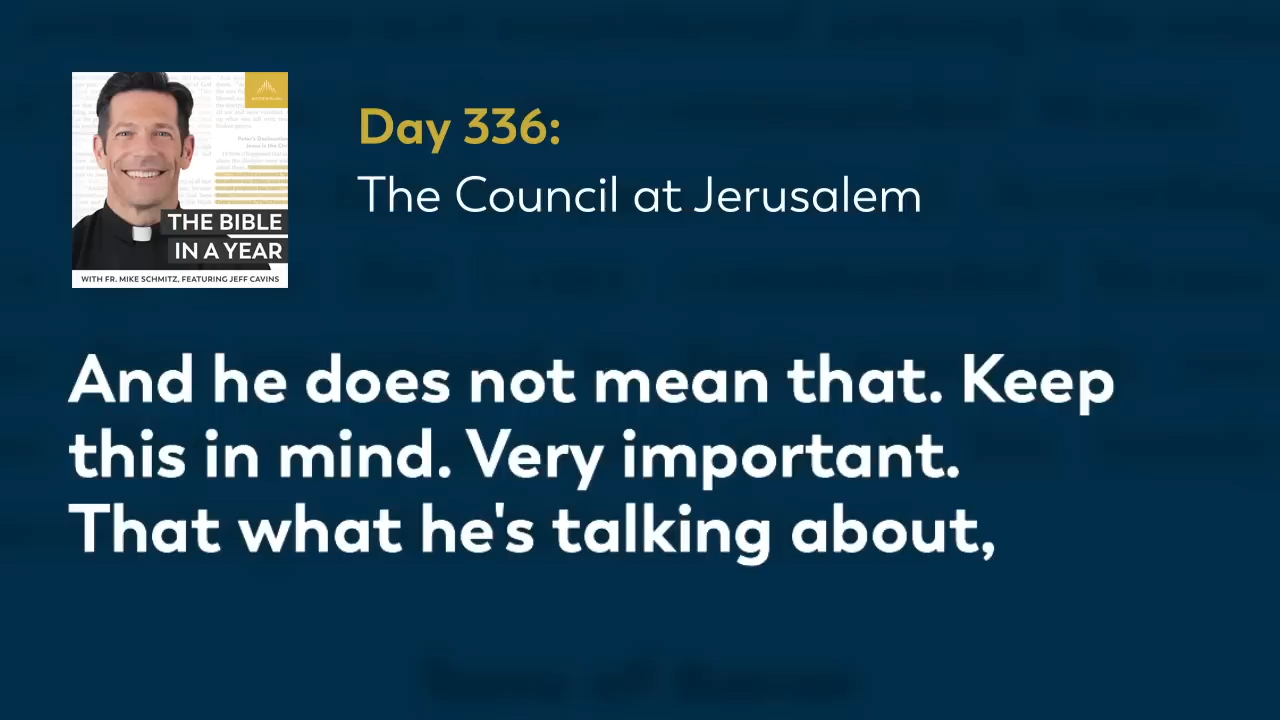 Day 336:
The Council at Jerusalem
THE BIBLE
IN A YEAR
WITH FR. MIKE SCHMITZ, FEATURING JEFF CAVINS
And he does not mean that. Keep
this in mind. Very important.
That what he's talking about,